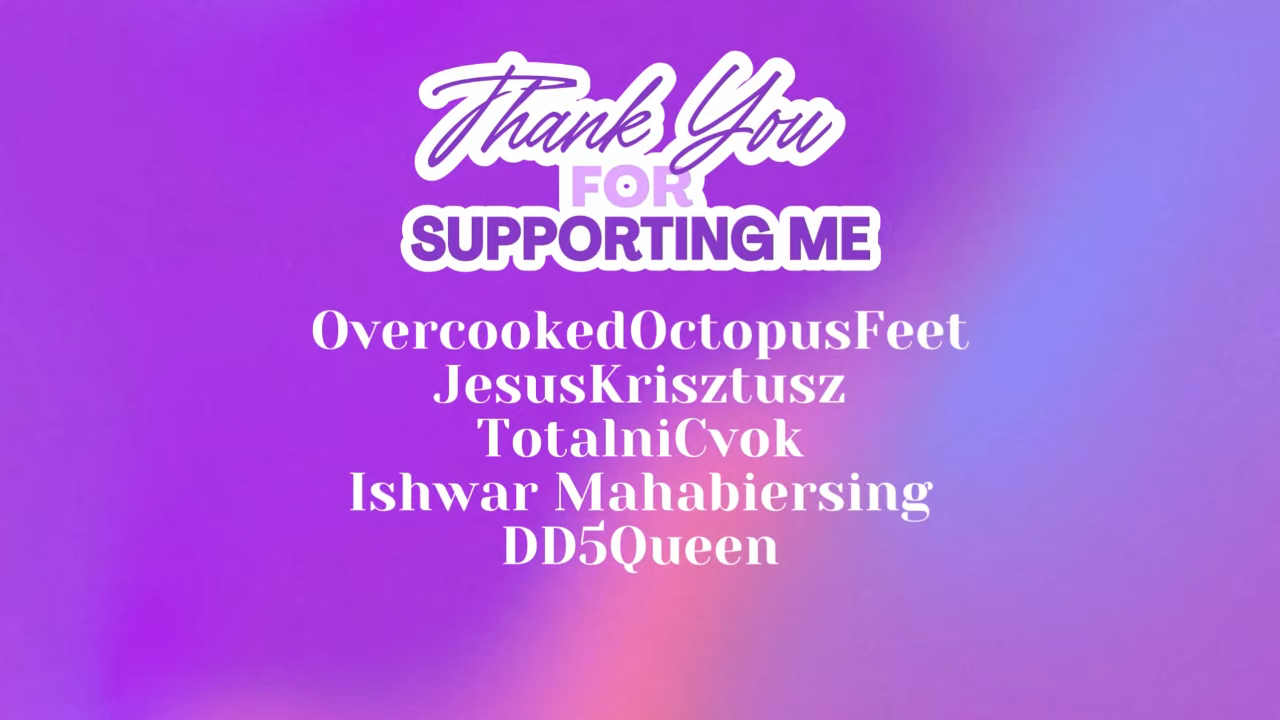 Thank You
FOR
SUPPORTING ME
OvercookedOctopusFeet
JesusKrisztusz
TotalniCvok
Ishwar Mahabiersing
DD5Queen